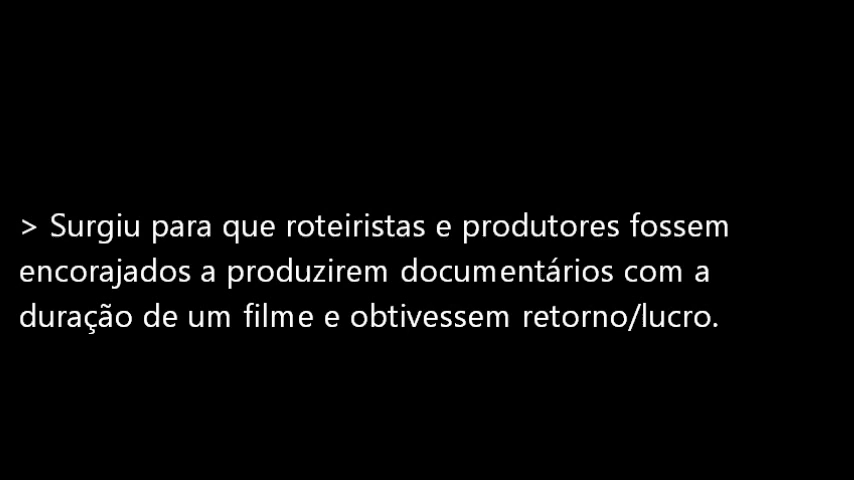 > Surgiu para que roteiristas e produtores fossem
encorajados a produzirem documentários com a
duração de um filme e obtivessem retorno/lucro.